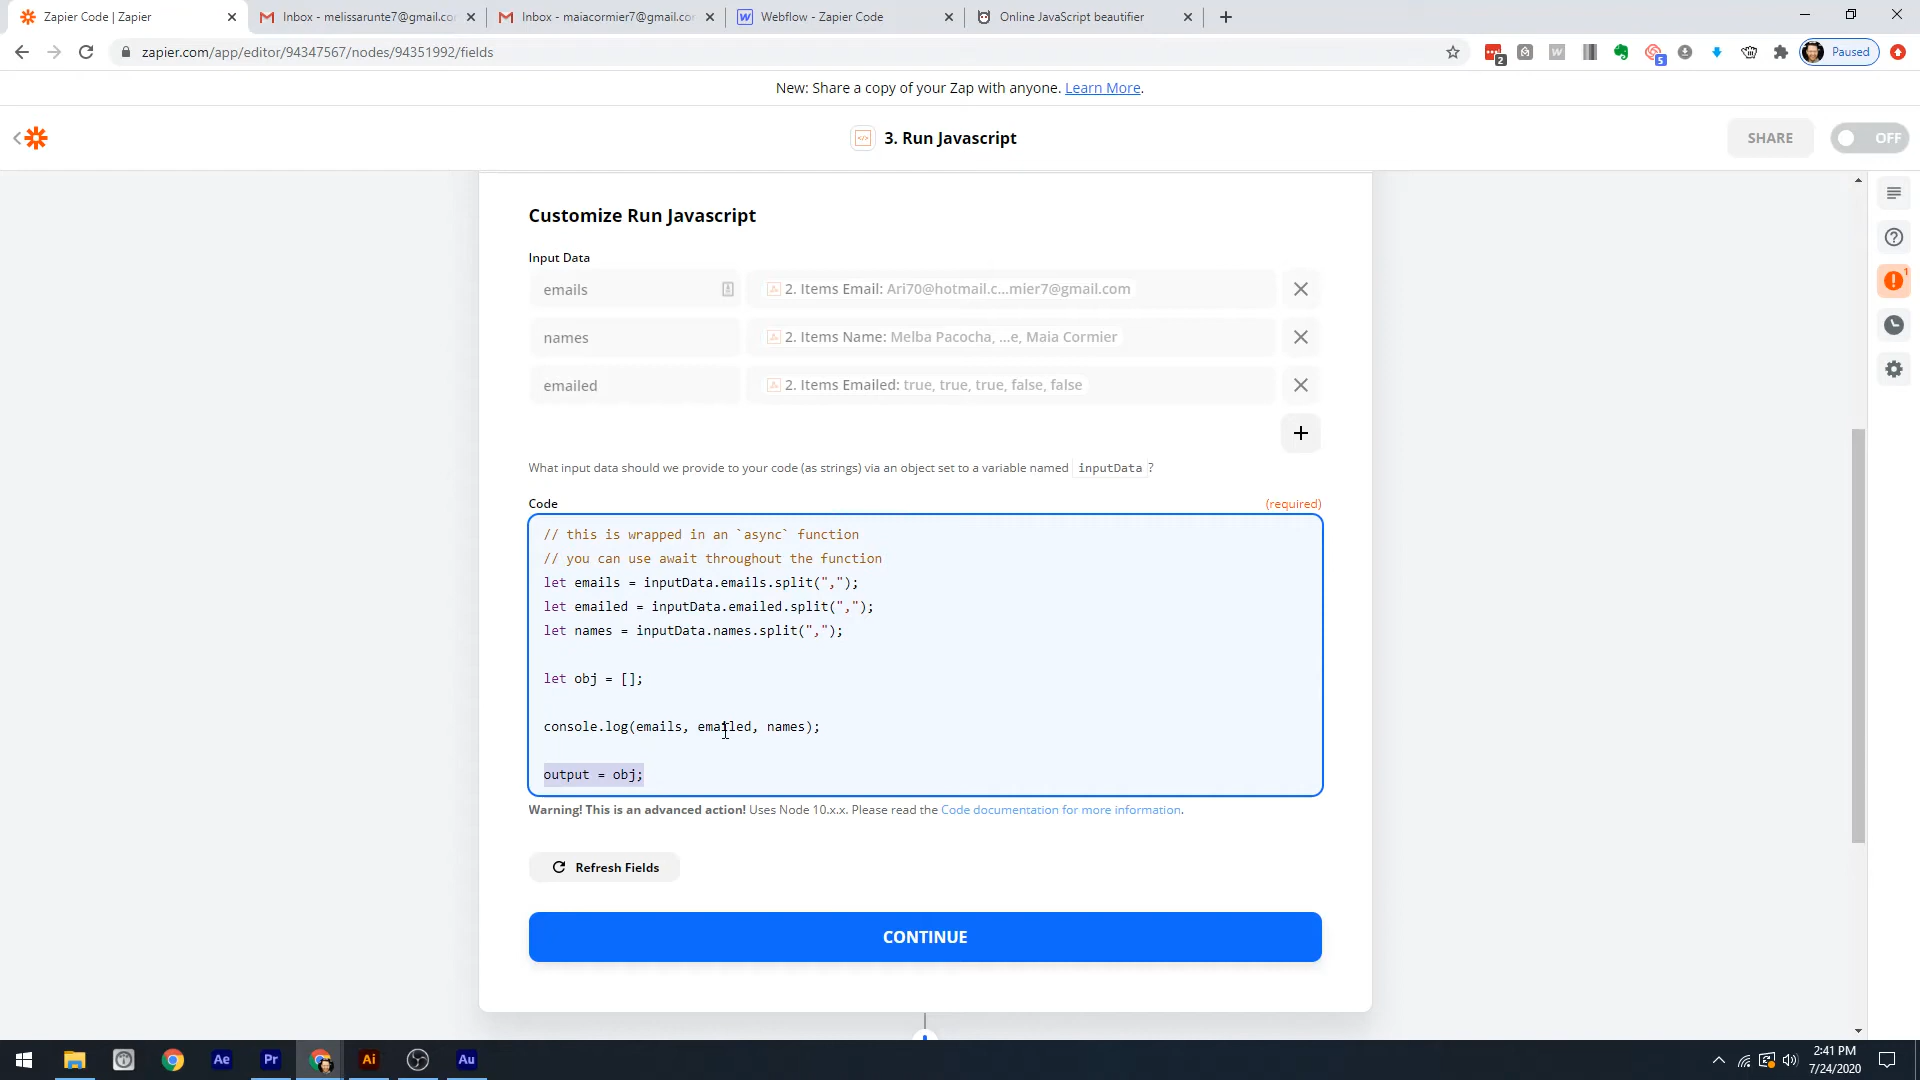 Zapier Code | Zapier
Inbox - melissarunte7@gmail.co
Inbox - maiacormier7@gmail.co
Webflow - Zapier Code
Online JavaScript beautifier
zapier.com/app/editor/94347567/nodes/94351992/fields
2
5
Paused
New: Share a copy of your Zap with anyone. Learn More.
3. Run Javascript
SHARE
OFF
1
Customize Run Javascript
Input Data
emails
2. Items Email: Ari70@hotmail.c...mier7@gmail.com
names
2. Items Name: Melba Pacocha, ...e, Maia Cormier
emailed
2. Items Emailed: true, true, true, false, false
What input data should we provide to your code (as strings) via an object set to a variable named inputData ?
Code
(required)
// this is wrapped in an `async` function
// you can use await throughout the function
let emails = inputData.emails.split(",");
let emailed = inputData.emailed.split(",");
let names = inputData.names.split(",");
let obj = [];
console.log(emails, emailed, names);
output = obj;
Warning! This is an advanced action! Uses Node 10.x.x. Please read the Code documentation for more information.
Refresh Fields
CONTINUE
Ae
Pr
Ai
Au
2:41 PM
7/24/2020